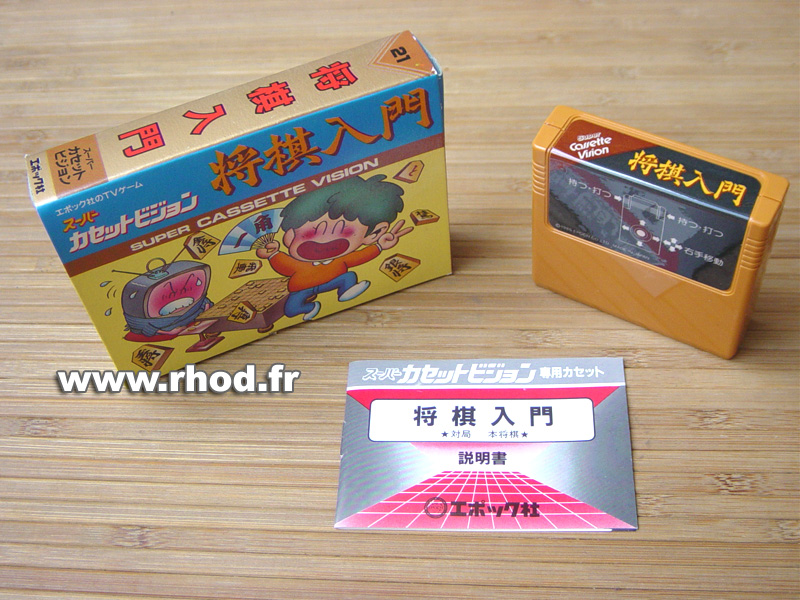 21
将棋入門
スーパー
カセット
ビジョン
エポック社
エポック社のTVゲーム
スーパー カセットビジョン
SUPER CASSETTE VISION
将棋入門
角
Super
Cassette
Vision
将棋入門
持つ・打つ
持つ・打つ
右手移動
www.rhod.fr
スーパー カセットビジョン 専用カセット
将棋入門
★対局 本将棋★
説明書
エポック社